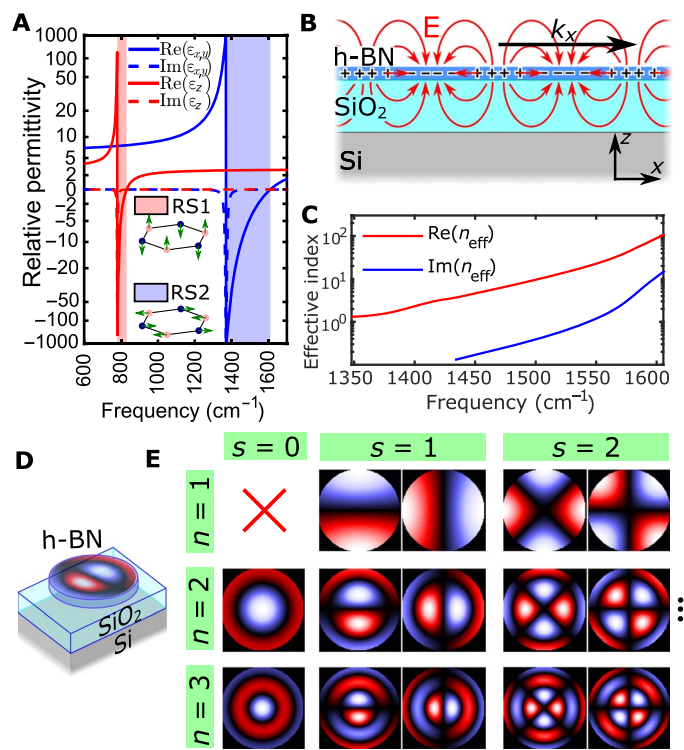 A
1000
100
50
20
10
5
2
0
−2
−5
−10
−20
−50
−100
−1000
Relative permittivity
600 800 1000 1200 1400 1600
Frequency (cm⁻¹)
Re(εx,y)
Im(εx,y)
Re(εz)
Im(εz)
RS1
RS2
B
E
kx
h-BN
+ + + + − − − + + + + − − − + + +
SiO₂
Si
z
x
C
Effective index
10²
10¹
10⁰
Re(neff)
Im(neff)
1350 1400 1450 1500 1550 1600
Frequency (cm⁻¹)
D
h-BN
SiO₂
Si
E
s = 0 s = 1 s = 2
n = 1
n = 2
n = 3